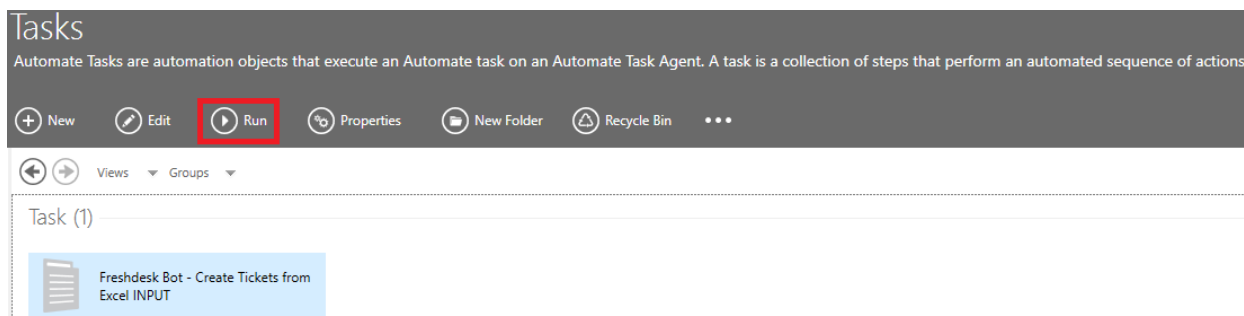 Tasks
Automate Tasks are automation objects that execute an Automate task on an Automate Task Agent. A task is a collection of steps that perform an automated sequence of actions
New Edit Run Properties New Folder Recycle Bin •••
Views Groups
Task (1)
Freshdesk Bot - Create Tickets from
Excel INPUT